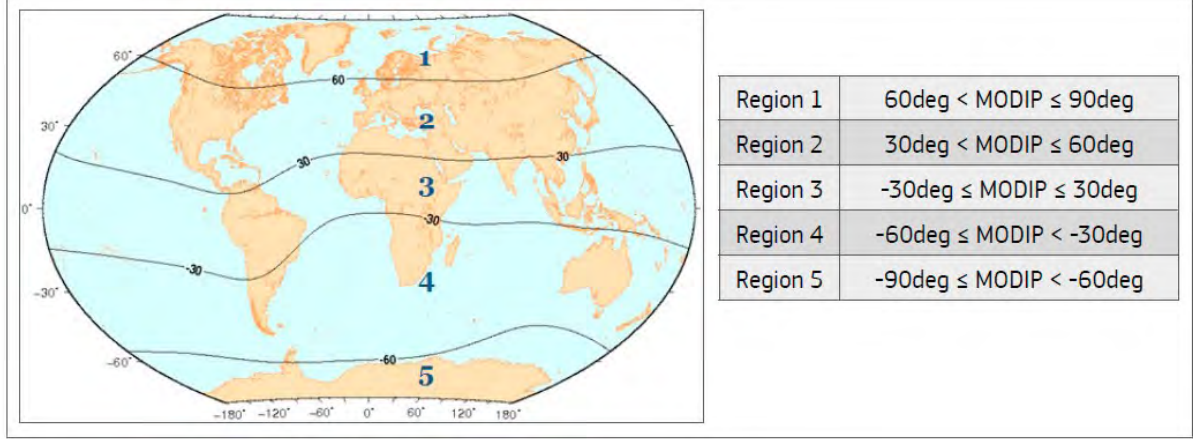 60°
1
60
30°
2
30
30
3
0°
-30
-30
4
-30°
-60°
-60
5
-180° -120° -60° 0° 60° 120° 180°
Region 1 60deg < MODIP ≤ 90deg
Region 2 30deg < MODIP ≤ 60deg
Region 3 -30deg ≤ MODIP ≤ 30deg
Region 4 -60deg ≤ MODIP < -30deg
Region 5 -90deg ≤ MODIP < -60deg